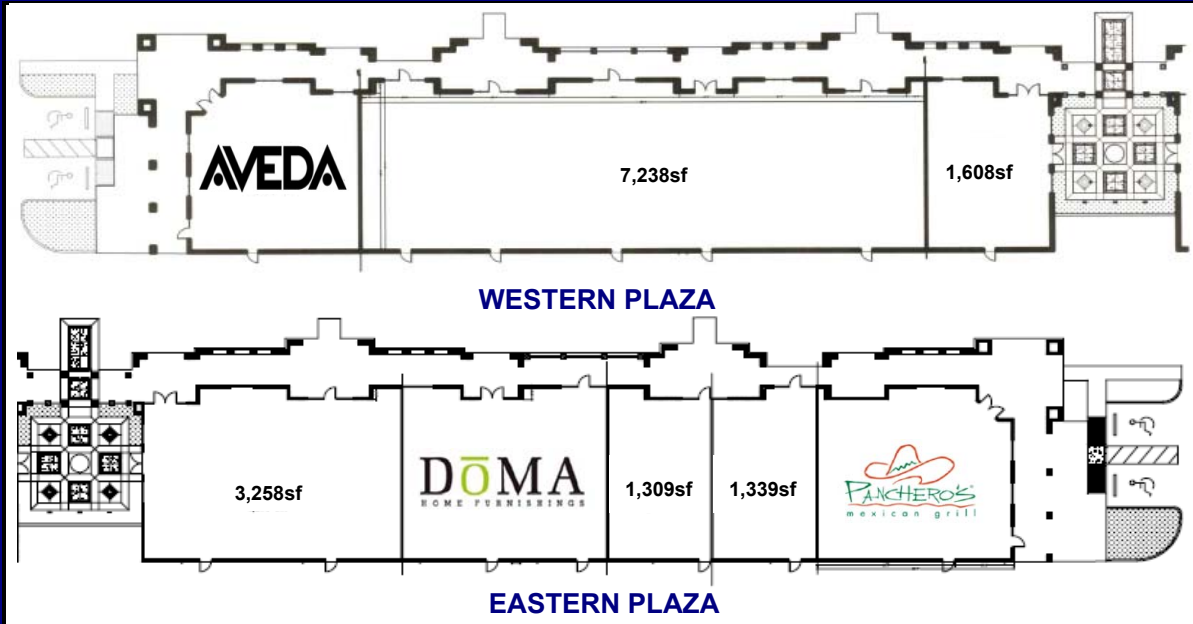 AVEDA
7,238sf
1,608sf
WESTERN PLAZA
3,258sf
DōMA
HOME FURNISHINGS
1,309sf
1,339sf
PANCHERO'S
mexican grill
EASTERN PLAZA